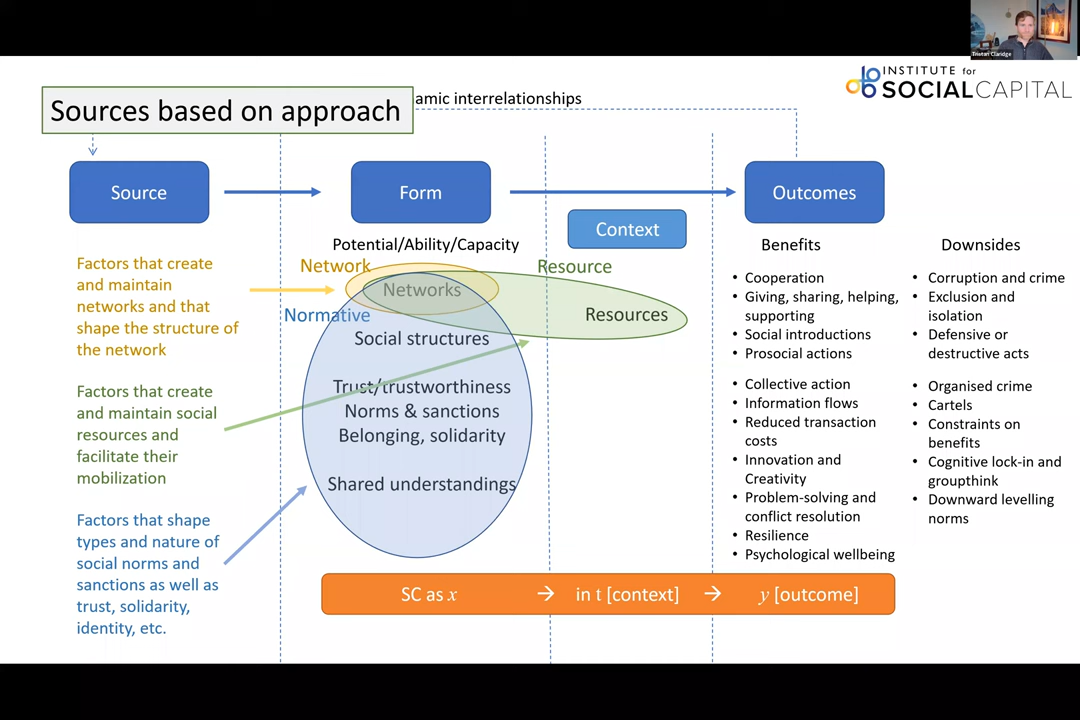 Tristan Claridge
INSTITUTE for
SOCIAL CAPITAL
Sources based on approach
amic interrelationships
Source
Form
Outcomes
Context
Potential/Ability/Capacity
Benefits
Downsides
Factors that create
and maintain
networks and that
shape the structure of
the network
Factors that create
and maintain social
resources and
facilitate their
mobilization
Factors that shape
types and nature of
social norms and
sanctions as well as
trust, solidarity,
identity, etc.
Network
Resource
Networks
Normative
Resources
Social structures
Trust/trustworthiness
Norms & sanctions
Belonging, solidarity
Shared understandings
• Cooperation
• Giving, sharing, helping,
supporting
• Social introductions
• Prosocial actions
• Collective action
• Information flows
• Reduced transaction
costs
• Innovation and
Creativity
• Problem-solving and
conflict resolution
• Resilience
• Psychological wellbeing
• Corruption and crime
• Exclusion and
isolation
• Defensive or
destructive acts
• Organised crime
• Cartels
• Constraints on
benefits
• Cognitive lock-in and
groupthink
• Downward levelling
norms
SC as x → in t [context] → y [outcome]